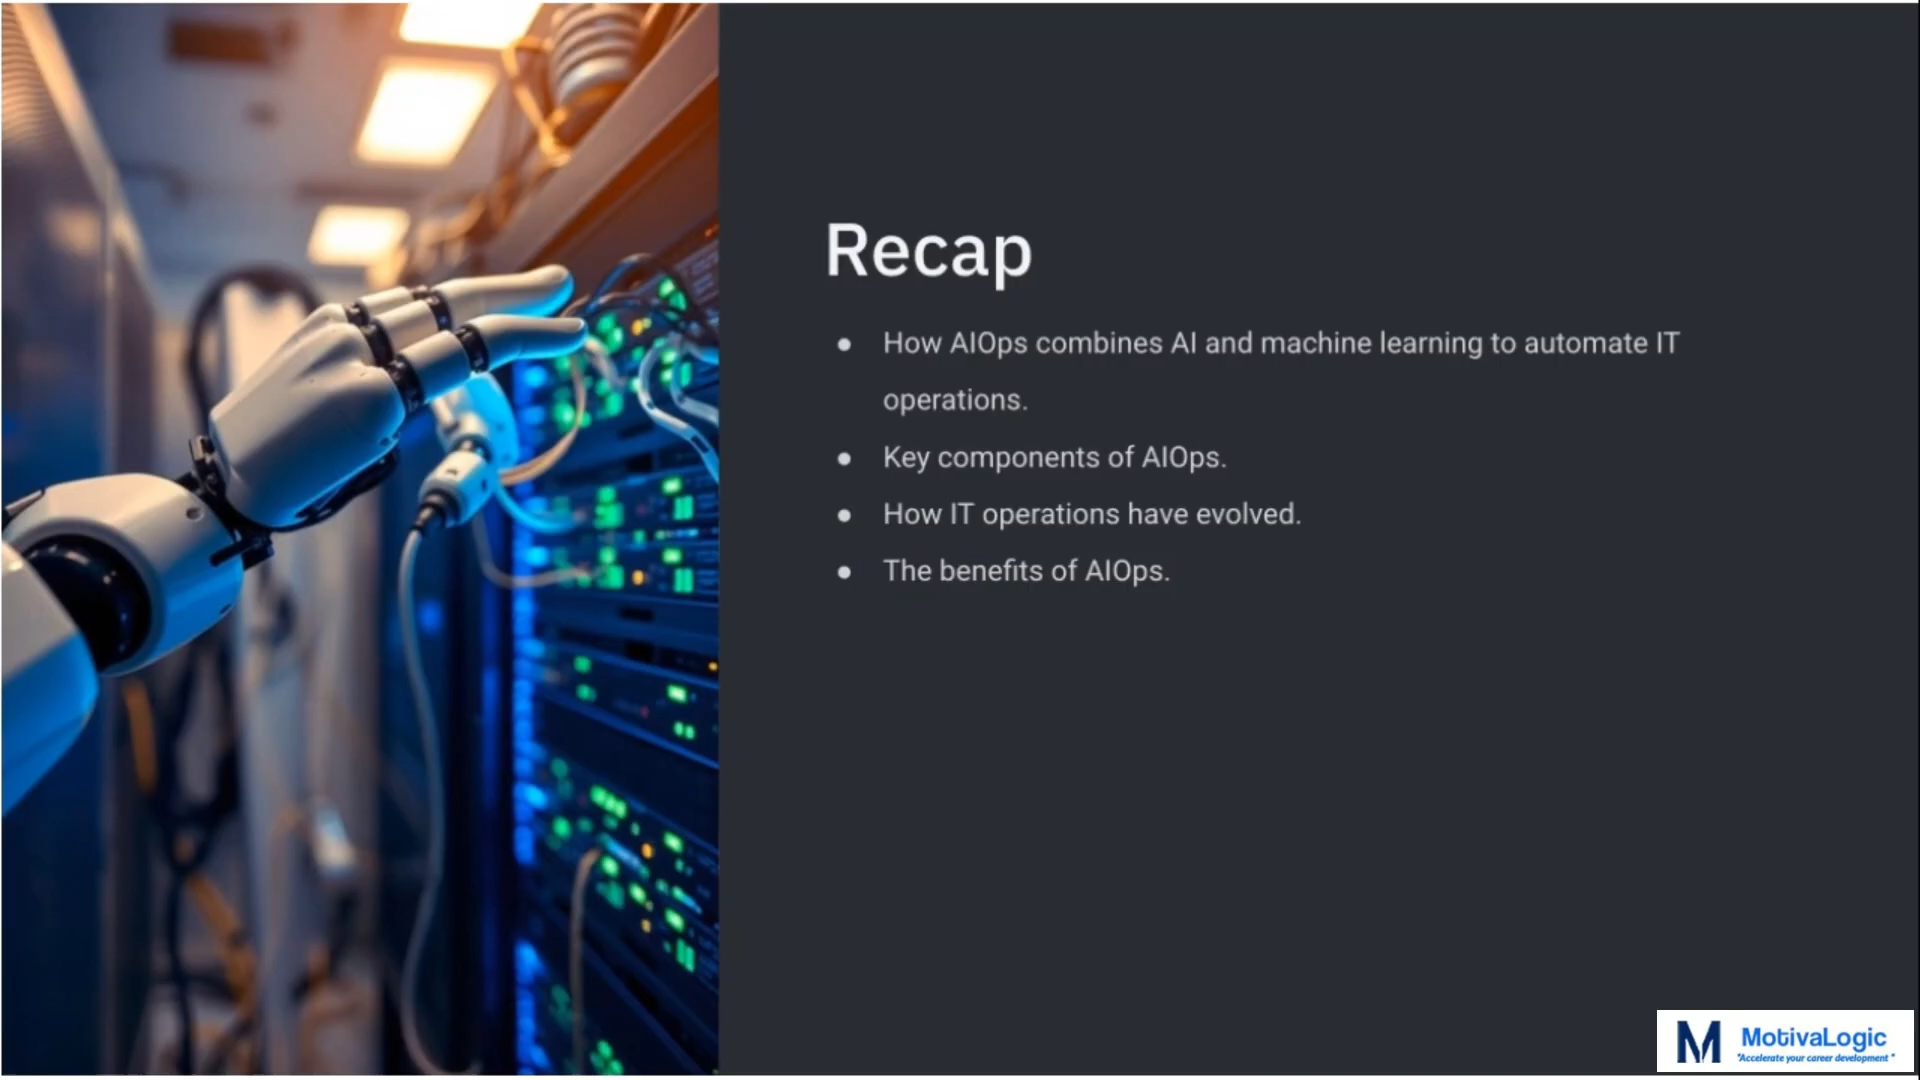 Recap
● How AIOps combines AI and machine learning to automate IT
operations.
● Key components of AIOps.
● How IT operations have evolved.
● The benefits of AIOps.
M MotivaLogic
"Accelerate your career development "